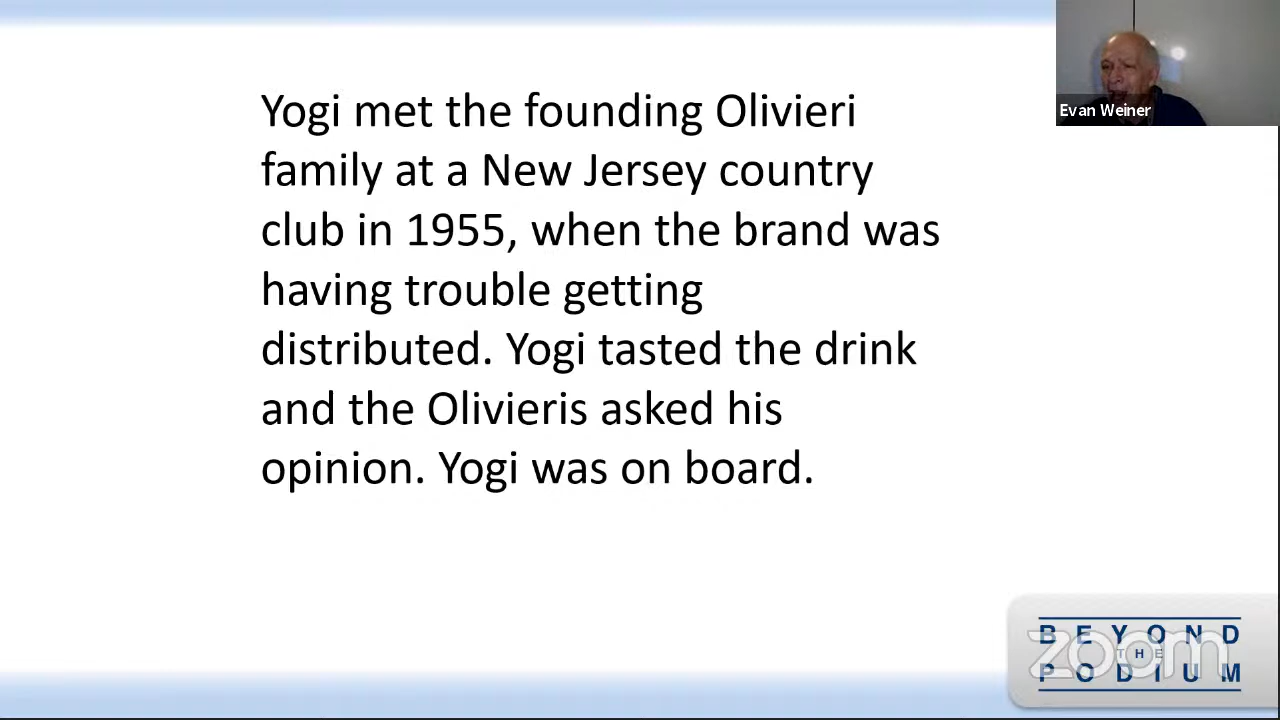 Yogi met the founding Olivieri
family at a New Jersey country
club in 1955, when the brand was
having trouble getting
distributed. Yogi tasted the drink
and the Olivieris asked his
opinion. Yogi was on board.
Evan Weiner
BEYOND
THE
PODIUM
zoom